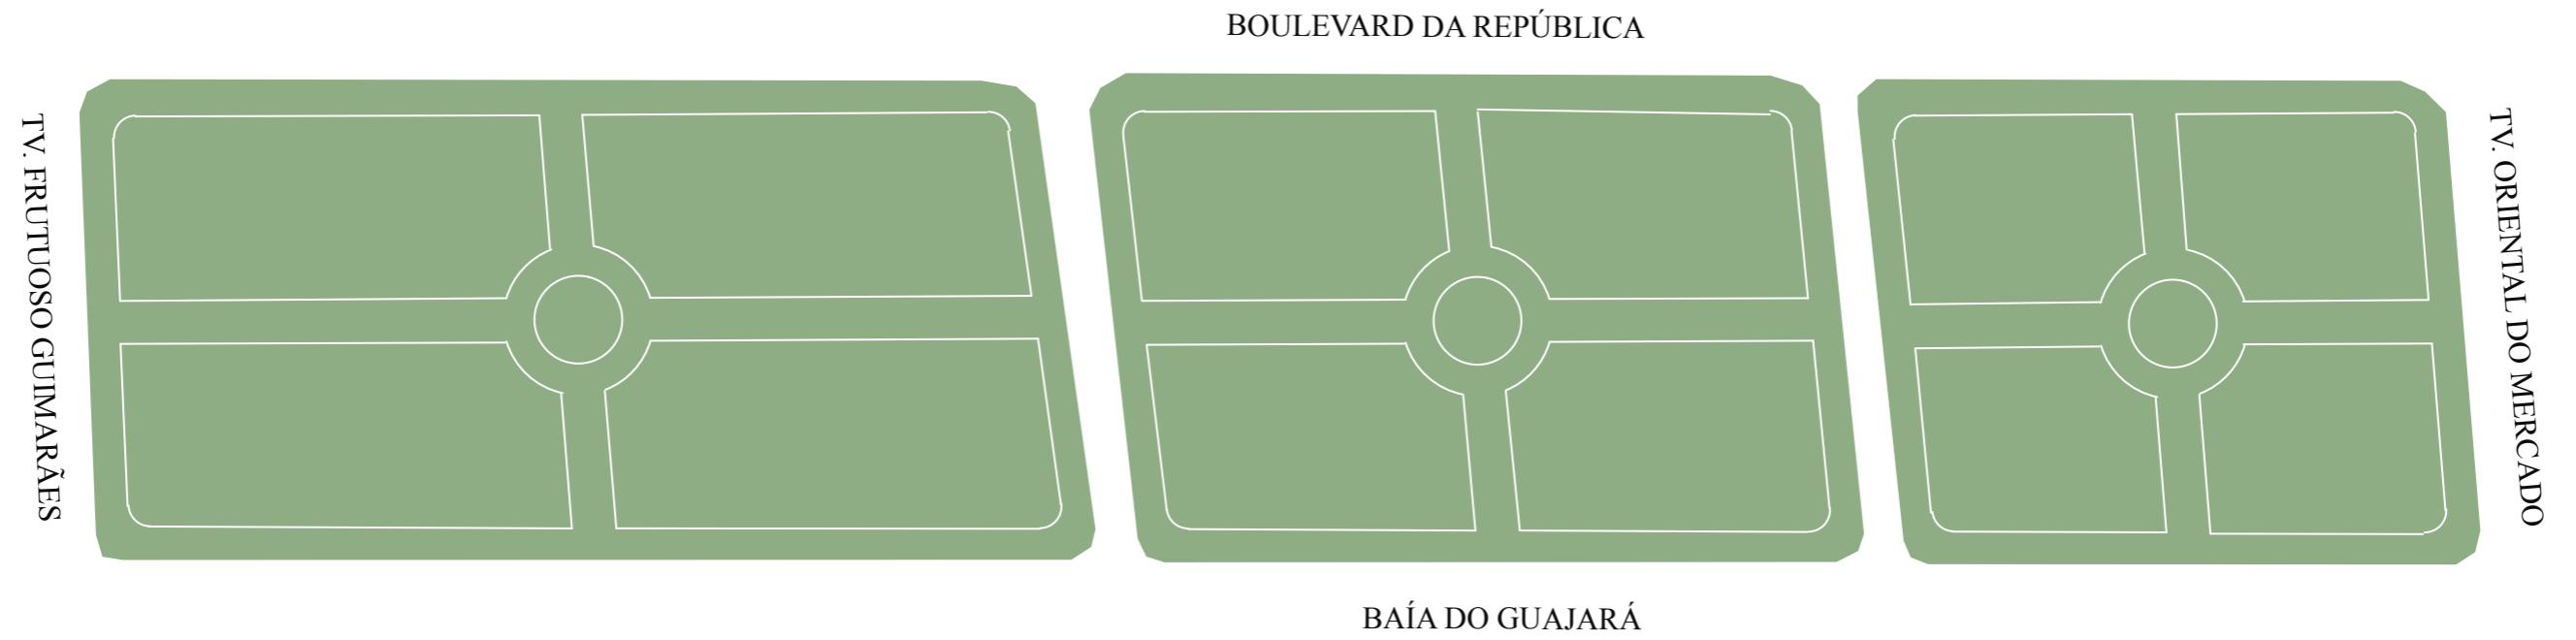 BOULEVARD DA REPÚBLICA
TV. FRUTUOSO GUIMARÃES
TV. ORIENTAL DO MERCADO
BAÍA DO GUAJARÁ